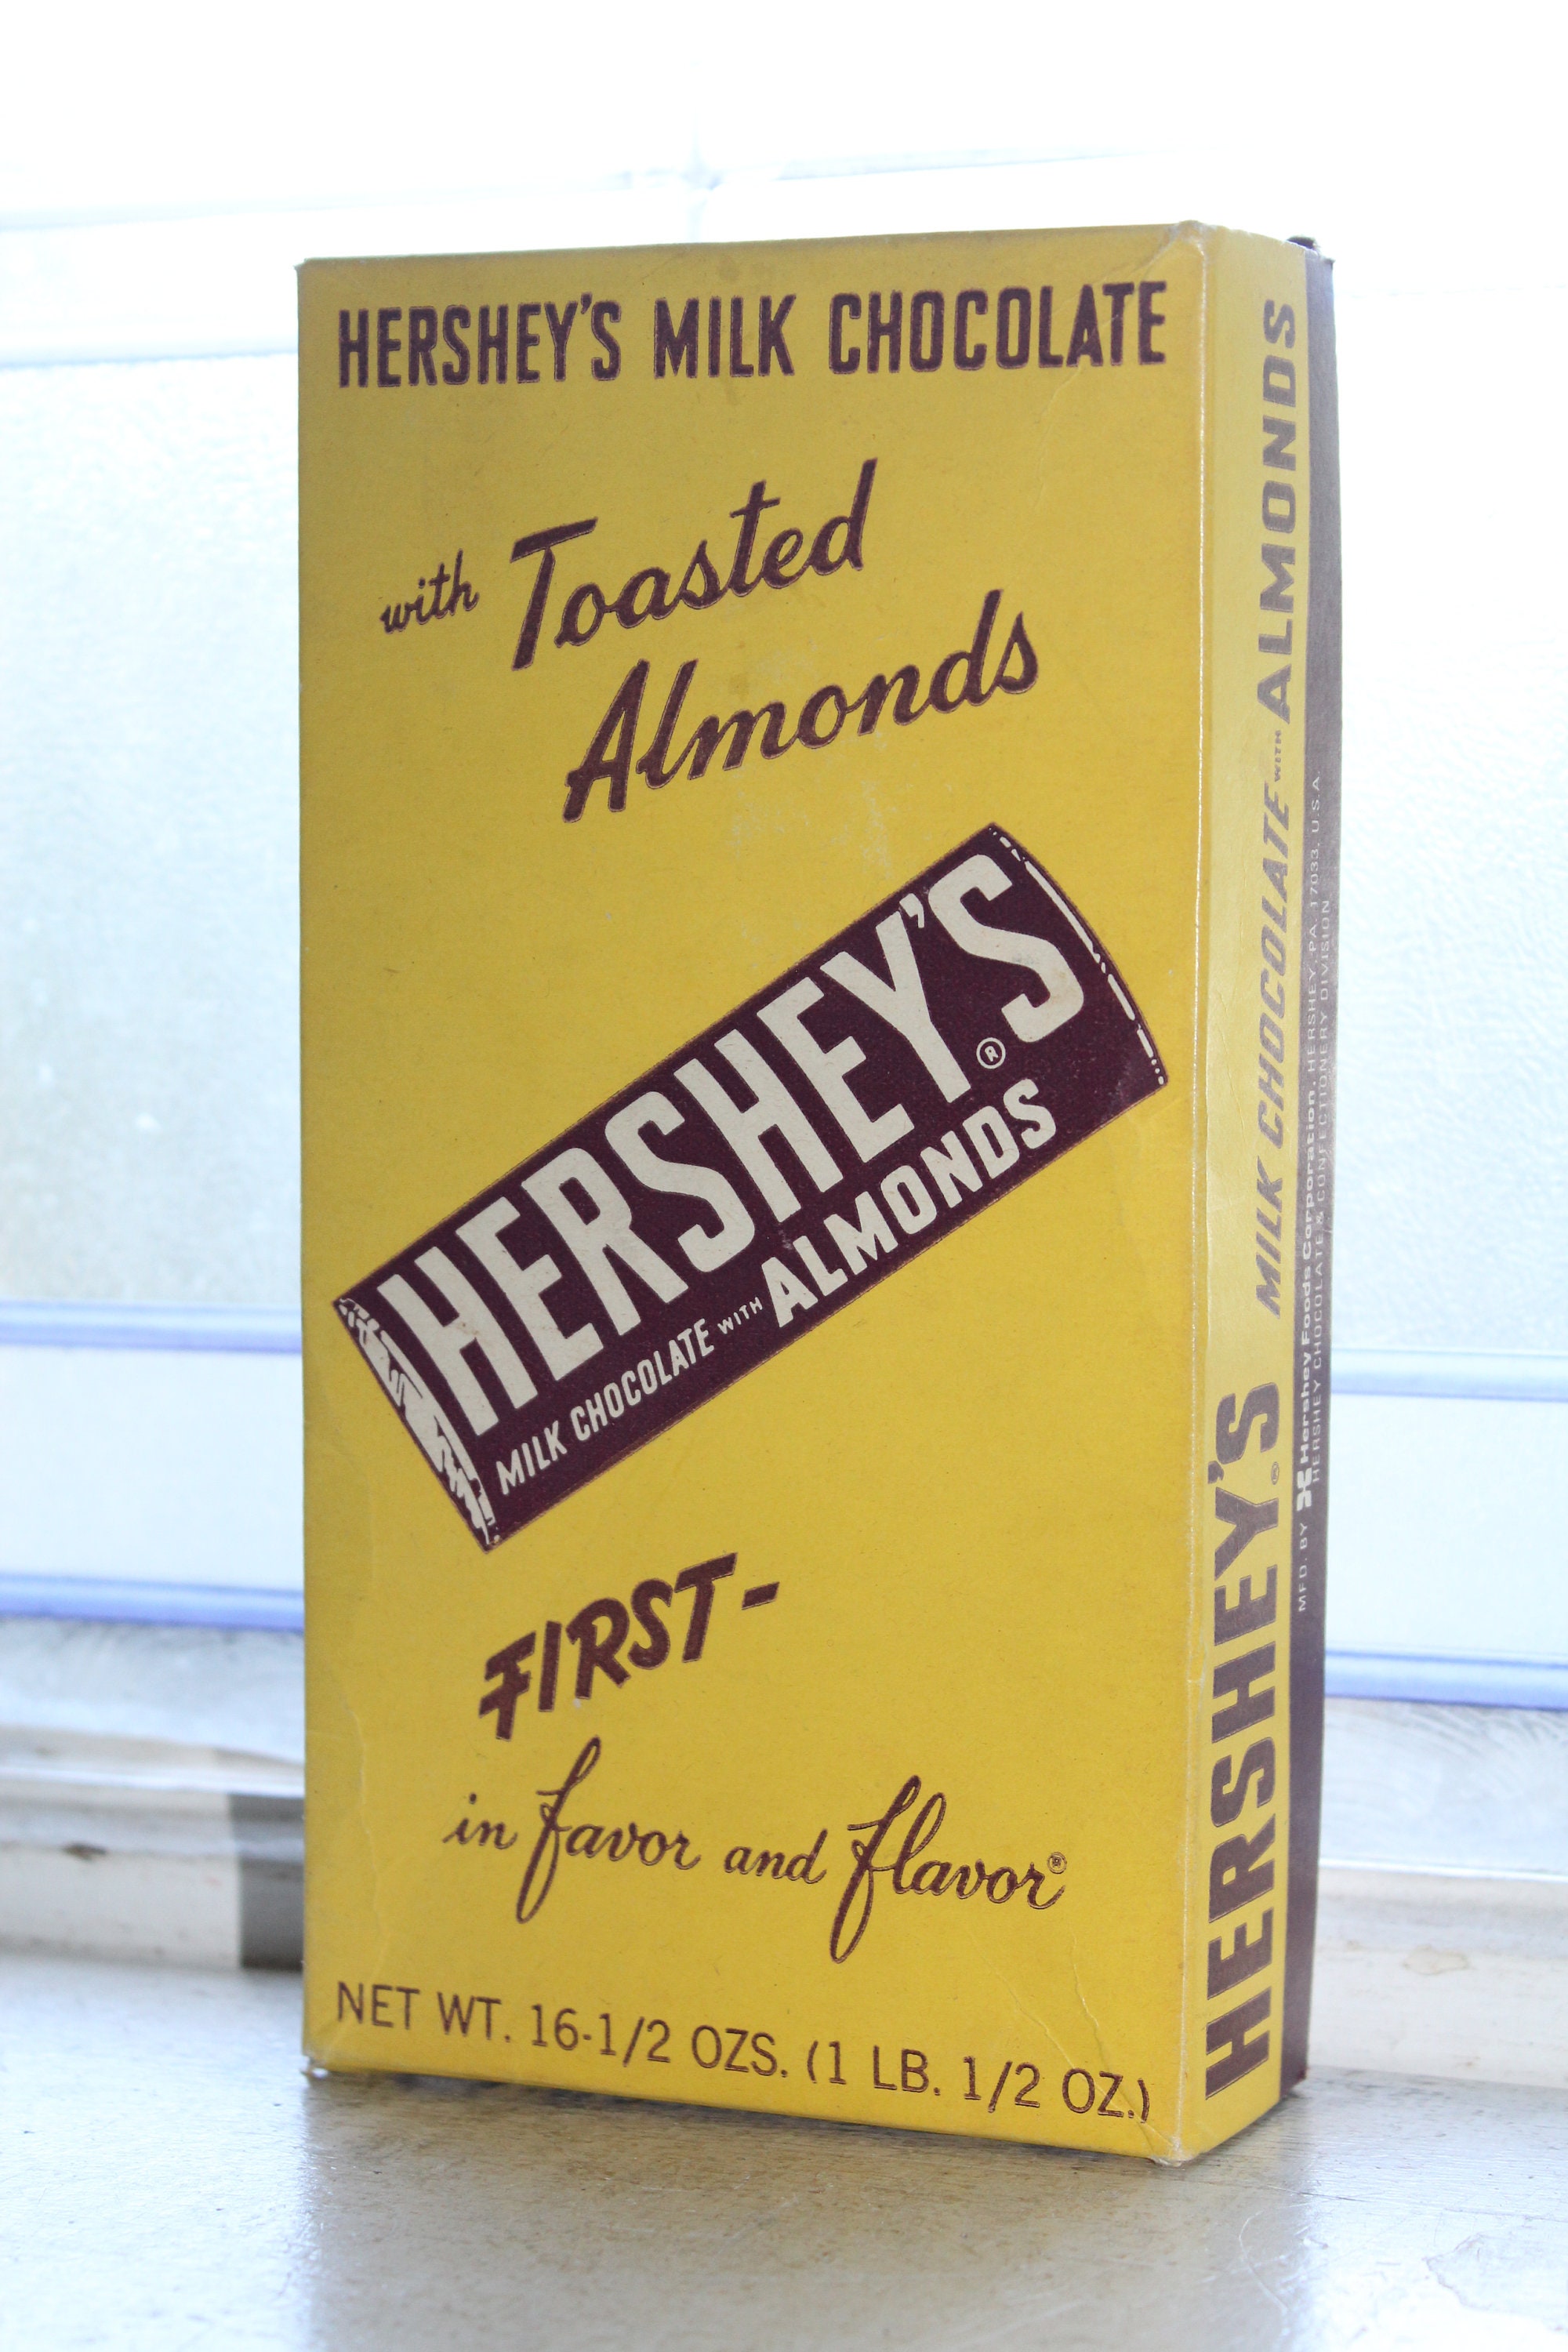 HERSHEY'S MILK CHOCOLATE
with Toasted
Almonds
HERSHEY'S®
MILK CHOCOLATE WITH ALMONDS
FIRST-
in favor and flavor®
NET WT. 16-1/2 OZS. (1 LB. 1/2 OZ.)
HERSHEY'S® MILK CHOCOLATE WITH ALMONDS
MFD. BY Hershey Foods Corporation, HERSHEY, PA. 17033, U.S.A.
HERSHEY CHOCOLATE & CONFECTIONERY DIVISION